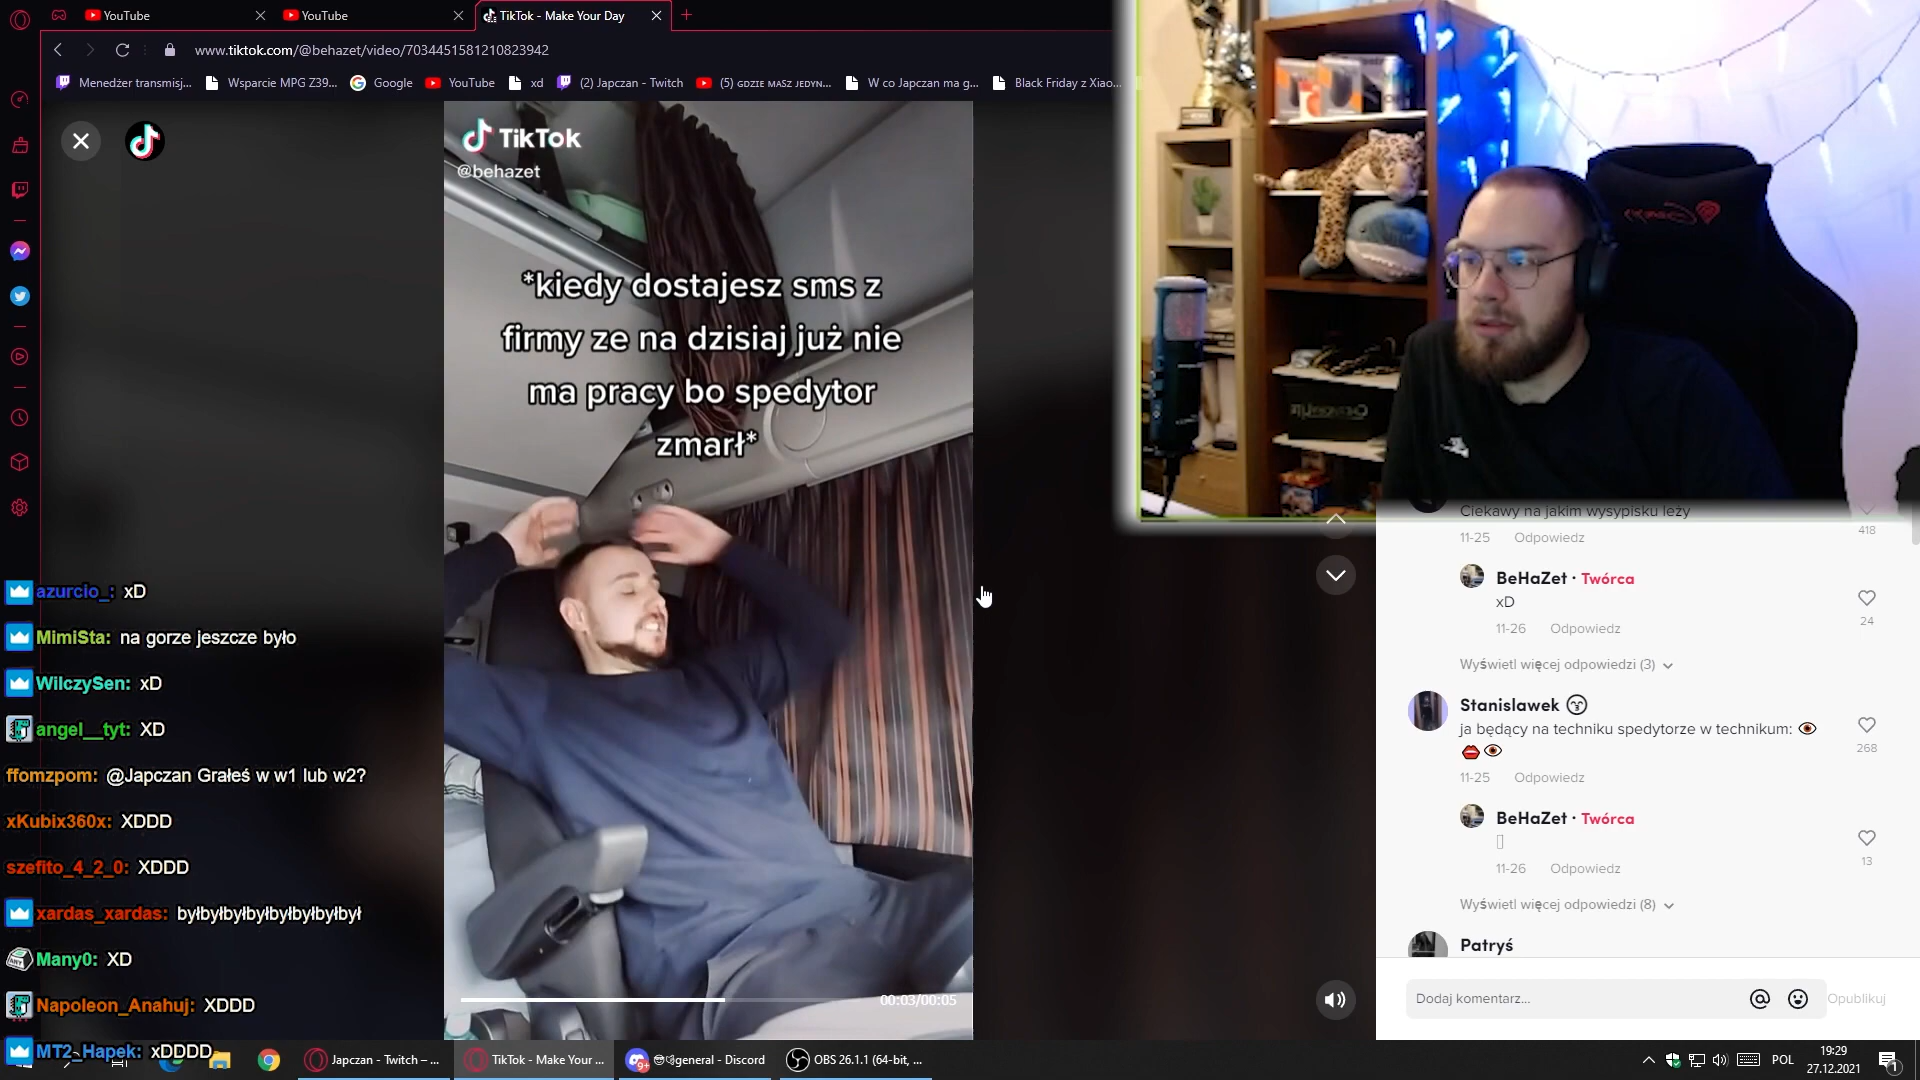 YouTube
YouTube
TikTok - Make Your Day
www.tiktok.com/@behazet/video/7034451581210823942
Menedżer transmisj...
Wsparcie MPG Z39...
Google
YouTube
xd
(2) Japczan - Twitch
(5) GDZIE MASZ JEDYN...
W co Japczan ma g...
Black Friday z Xiao...
TikTok
@behazet
*kiedy dostajesz sms z
firmy ze na dzisiaj już nie
ma pracy bo spedytor
zmarł*
00:03/00:05
azurcio_: xD
MimiSta: na gorze jeszcze było
WilczySen: xD
angel__tyt: XD
ffomzpom: @Japczan Grałeś w w1 lub w2?
xKubix360x: XDDD
szefito_4_2_0: XDDD
xardas_xardas: byłbyłbyłbyłbyłbyłbyłbył
Many0: XD
Napoleon_Anahuj: XDDD
MT2_Hapek: xDDDD
Ciekawy na jakim wysypisku leży
418
11-25 Odpowiedz
BeHaZet · Twórca
xD
24
11-26 Odpowiedz
Wyświetl więcej odpowiedzi (3)
Stanislawek
ja będący na techniku spedytorze w technikum: 👁
👄👁
268
11-25 Odpowiedz
BeHaZet · Twórca
13
11-26 Odpowiedz
Wyświetl więcej odpowiedzi (8)
Patryś
Dodaj komentarz...
Opublikuj
Japczan - Twitch – ...
TikTok - Make Your ...
general - Discord
OBS 26.1.1 (64-bit, ...
POL
19:29
27.12.2021